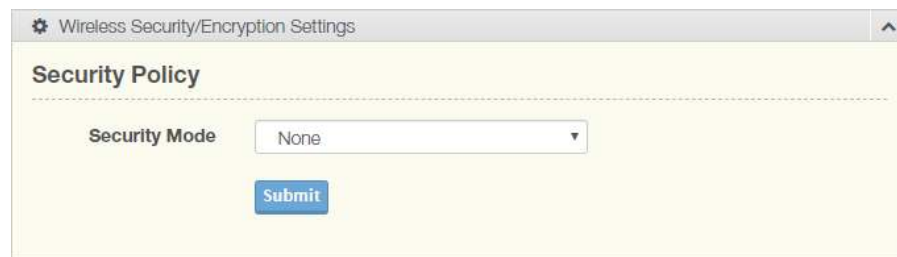 Wireless Security/Encryption Settings
Security Policy
Security Mode None
Submit